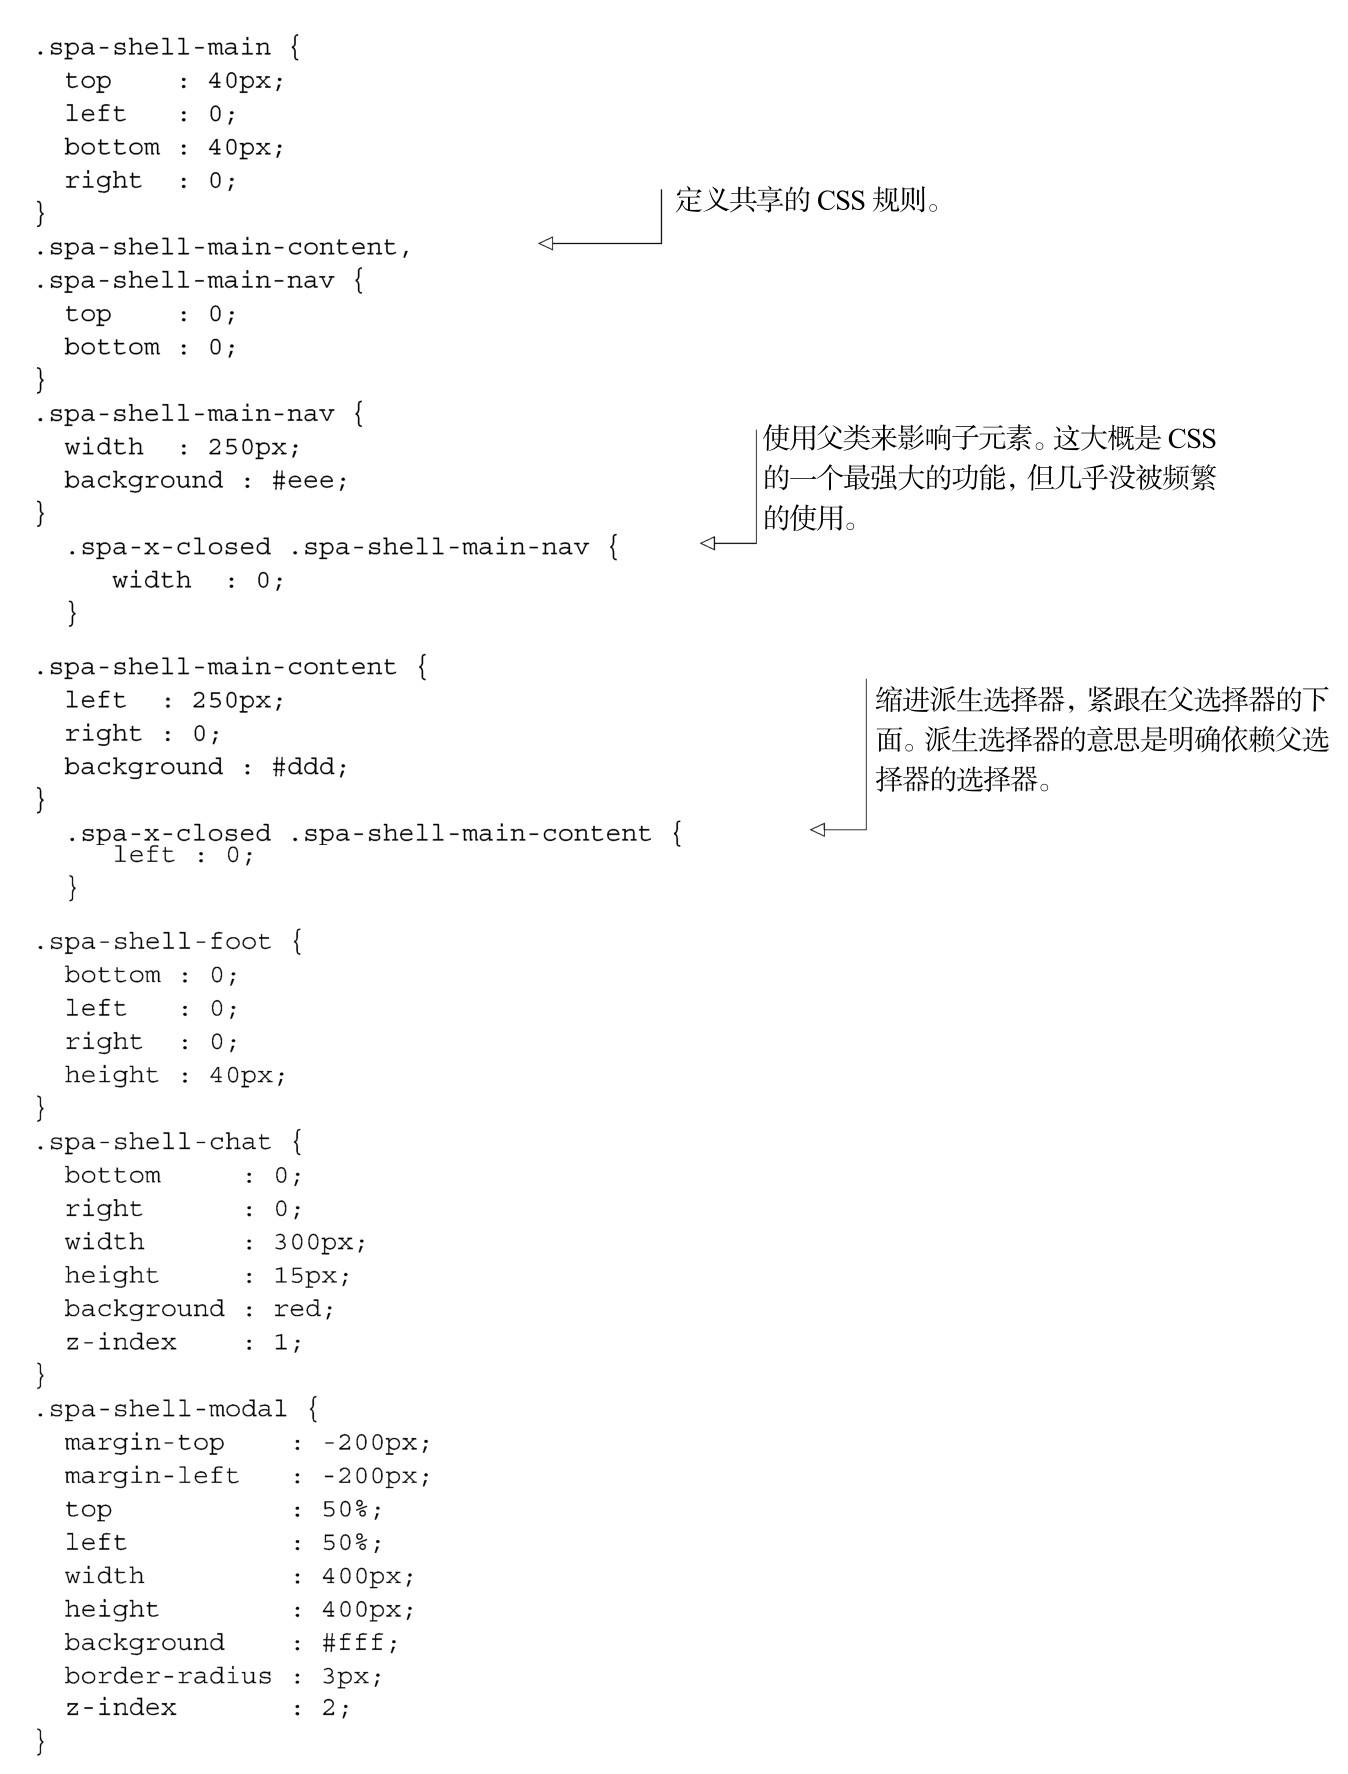 .spa-shell-main {
  top    : 40px;
  left   : 0;
  bottom : 40px;
  right  : 0;
}
定义共享的 CSS 规则。
.spa-shell-main-content,
.spa-shell-main-nav {
  top    : 0;
  bottom : 0;
}
.spa-shell-main-nav {
  width  : 250px;
  background : #eee;
}
使用父类来影响子元素。这大概是 CSS
的一个最强大的功能，但几乎没被频繁
的使用。
  .spa-x-closed .spa-shell-main-nav {
     width  : 0;
  }
.spa-shell-main-content {
  left  : 250px;
  right : 0;
  background : #ddd;
}
缩进派生选择器，紧跟在父选择器的下
面。派生选择器的意思是明确依赖父选
择器的选择器。
  .spa-x-closed .spa-shell-main-content {
     left : 0;
  }
.spa-shell-foot {
  bottom : 0;
  left   : 0;
  right  : 0;
  height : 40px;
}
.spa-shell-chat {
  bottom     : 0;
  right      : 0;
  width      : 300px;
  height     : 15px;
  background : red;
  z-index    : 1;
}
.spa-shell-modal {
  margin-top    : -200px;
  margin-left   : -200px;
  top           : 50%;
  left          : 50%;
  width         : 400px;
  height        : 400px;
  background    : #fff;
  border-radius : 3px;
  z-index       : 2;
}